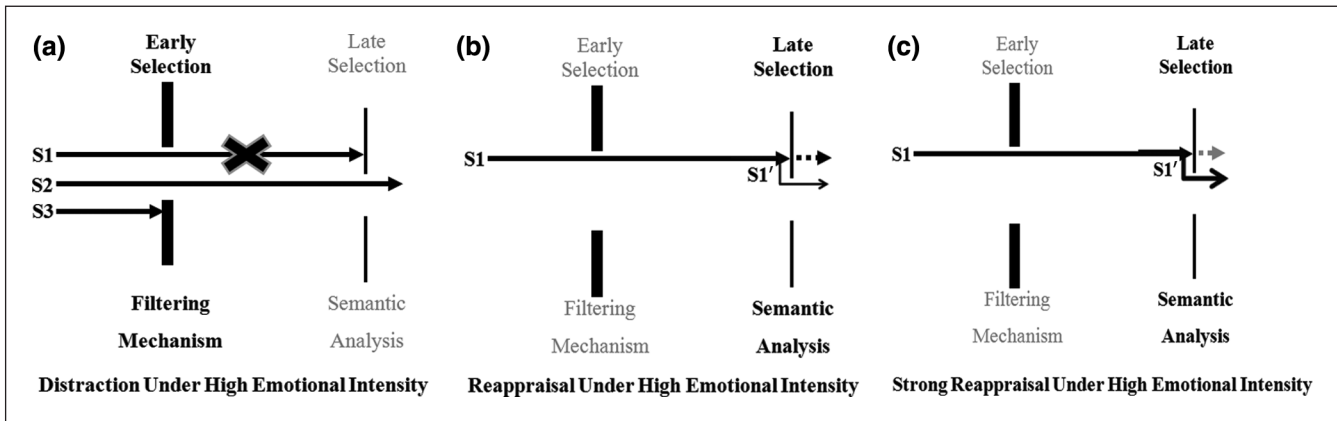 (a)
Early
Selection
Late
Selection
S1
S2
S3
Filtering
Mechanism
Semantic
Analysis
Distraction Under High Emotional Intensity
(b)
Early
Selection
Late
Selection
S1
S1′
Filtering
Mechanism
Semantic
Analysis
Reappraisal Under High Emotional Intensity
(c)
Early
Selection
Late
Selection
S1
S1′
Filtering
Mechanism
Semantic
Analysis
Strong Reappraisal Under High Emotional Intensity